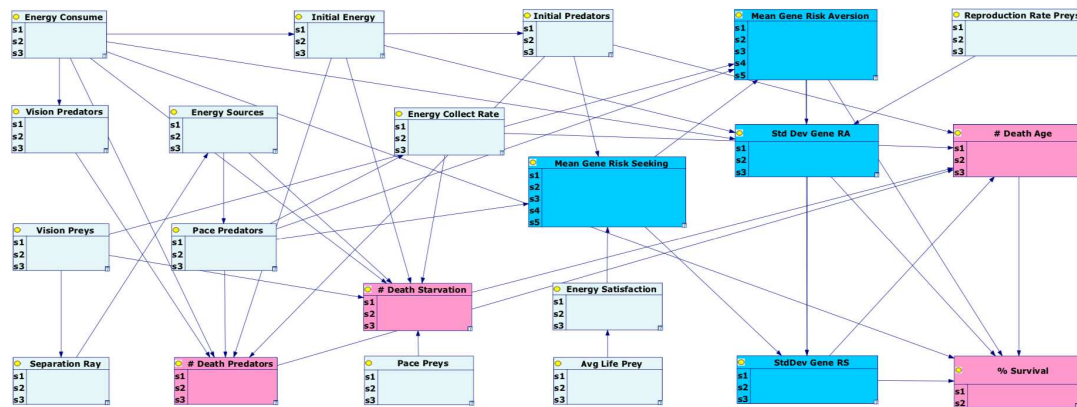 Energy Consume
s1
s2
s3
Initial Energy
s1
s2
s3
Initial Predators
s1
s2
s3
Mean Gene Risk Aversion
s1
s2
s3
s4
s5
Reproduction Rate Preys
s1
s2
s3
Vision Predators
s1
s2
s3
Energy Sources
s1
s2
s3
Energy Collect Rate
s1
s2
s3
Std Dev Gene RA
s1
s2
s3
# Death Age
s1
s2
s3
Mean Gene Risk Seeking
s1
s2
s3
s4
s5
Vision Preys
s1
s2
s3
Pace Predators
s1
s2
s3
# Death Starvation
s1
s2
s3
Energy Satisfaction
s1
s2
s3
Separation Ray
s1
s2
s3
# Death Predators
s1
s2
s3
Pace Preys
s1
s2
s3
Avg Life Prey
s1
s2
s3
StdDev Gene RS
s1
s2
s3
% Survival
s1
s2